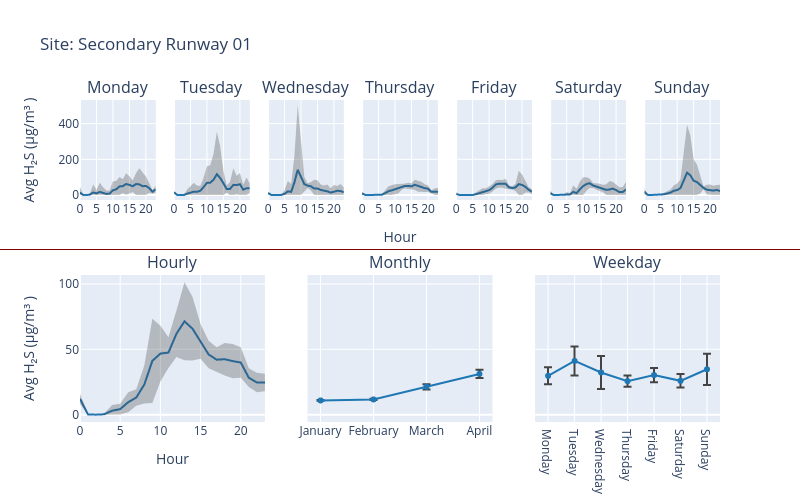 Site: Secondary Runway 01
Monday Tuesday Wednesday Thursday Friday Saturday Sunday
Avg H₂S (µg/m³ )
400
200
0
0 5 10 15 20 0 5 10 15 20 0 5 10 15 20 0 5 10 15 20 0 5 10 15 20 0 5 10 15 20 0 5 10 15 20
Hour
Hourly Monthly Weekday
Avg H₂S (µg/m³ )
100
50
0
0 5 10 15 20
Hour
January February March April
Monday Tuesday Wednesday Thursday Friday Saturday Sunday